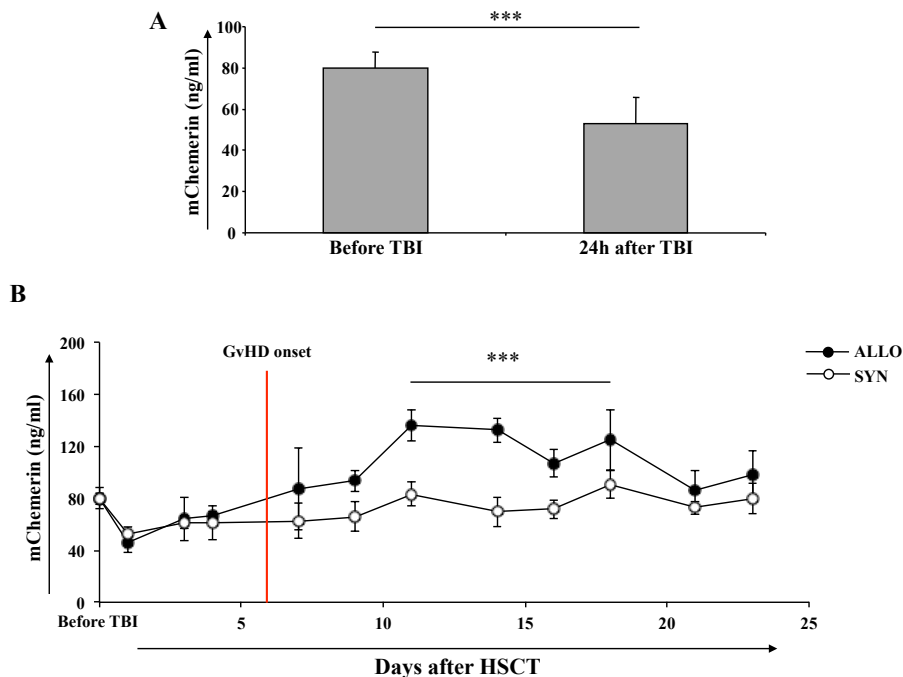 A
***
mChemerin (ng/ml)
100
80
60
40
20
0
Before TBI
24h after TBI
B
mChemerin (ng/ml)
200
160
120
80
40
0
GvHD onset
***
ALLO
SYN
Before TBI
5
10
15
20
25
Days after HSCT